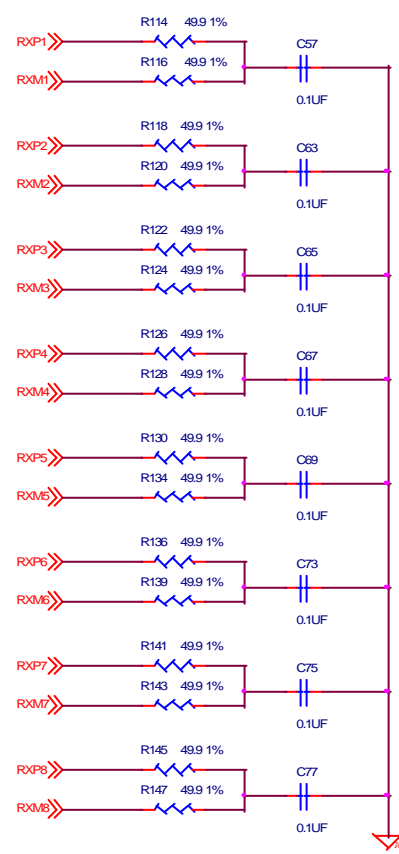 R114 49.9 1%
RXP1
C57
R116 49.9 1%
RXM1
0.1UF
R118 49.9 1%
RXP2
C63
R120 49.9 1%
RXM2
0.1UF
R122 49.9 1%
RXP3
C65
R124 49.9 1%
RXM3
0.1UF
R126 49.9 1%
RXP4
C67
R128 49.9 1%
RXM4
0.1UF
R130 49.9 1%
RXP5
C69
R134 49.9 1%
RXM5
0.1UF
R136 49.9 1%
RXP6
C73
R139 49.9 1%
RXM6
0.1UF
R141 49.9 1%
RXP7
C75
R143 49.9 1%
RXM7
0.1UF
R145 49.9 1%
RXP8
C77
R147 49.9 1%
RXM8
0.1UF